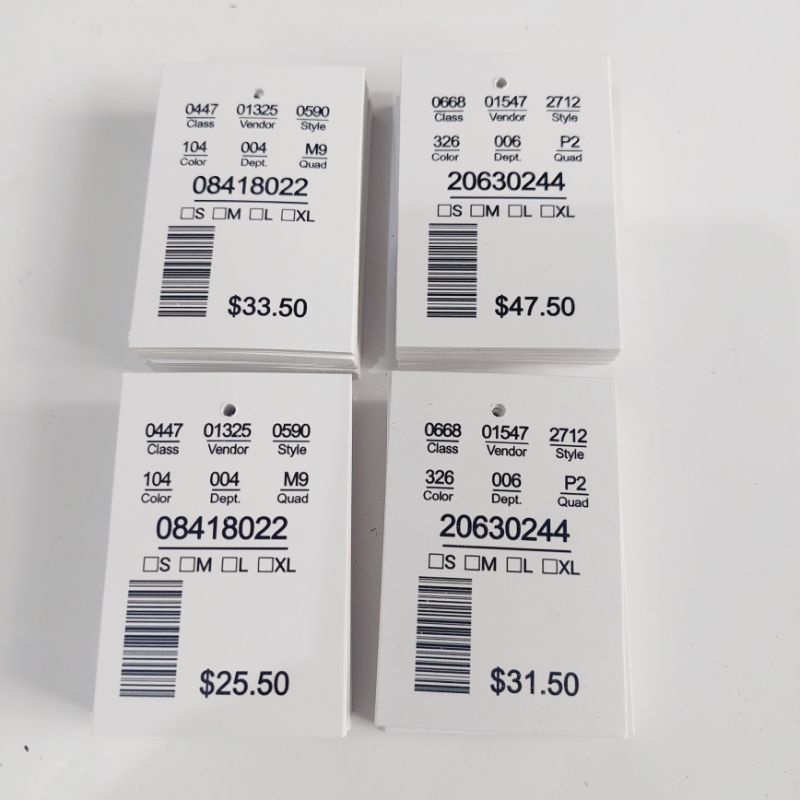 0447 01325 0590
Class Vendor Style
104 004 M9
Color Dept. Quad
08418022
☐S ☐M ☐L ☐XL
$33.50
0668 01547 2712
Class Vendor Style
326 006 P2
Color Dept. Quad
20630244
☐S ☐M ☐L ☐XL
$47.50
0447 01325 0590
Class Vendor Style
104 004 M9
Color Dept. Quad
08418022
☐S ☐M ☐L ☐XL
$25.50
0668 01547 2712
Class Vendor Style
326 006 P2
Color Dept. Quad
20630244
☐S ☐M ☐L ☐XL
$31.50